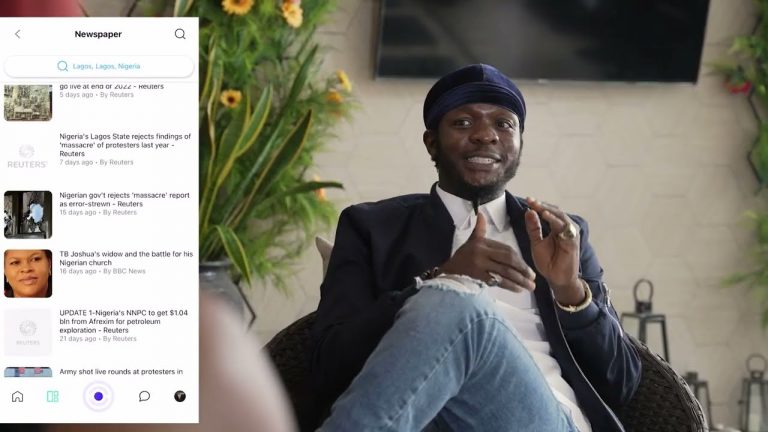 Newspaper
Lagos, Lagos, Nigeria
go live at end of 2022 - Reuters
5 days ago • By Reuters
Nigeria's Lagos State rejects findings of
'massacre' of protesters last year -
Reuters
7 days ago • By Reuters
REUTERS
Nigerian gov't rejects 'massacre' report
as error-strewn - Reuters
15 days ago • By Reuters
TB Joshua's widow and the battle for his
Nigerian church
16 days ago • By BBC News
UPDATE 1-Nigeria's NNPC to get $1.04
bln from Afrexim for petroleum
exploration - Reuters
21 days ago • By Reuters
REUTERS
Army shot live rounds at protesters in